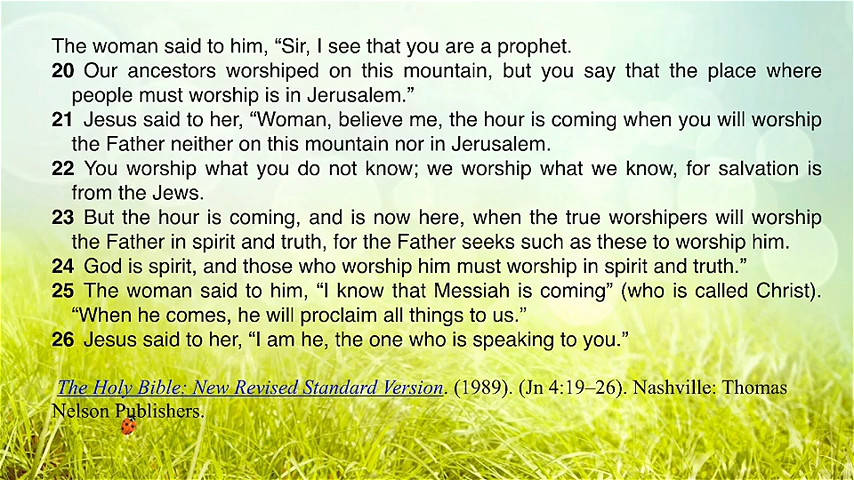 The woman said to him, “Sir, I see that you are a prophet.
20 Our ancestors worshiped on this mountain, but you say that the place where
people must worship is in Jerusalem.”
21 Jesus said to her, “Woman, believe me, the hour is coming when you will worship
the Father neither on this mountain nor in Jerusalem.
22 You worship what you do not know; we worship what we know, for salvation is
from the Jews.
23 But the hour is coming, and is now here, when the true worshipers will worship
the Father in spirit and truth, for the Father seeks such as these to worship him.
24 God is spirit, and those who worship him must worship in spirit and truth.”
25 The woman said to him, “I know that Messiah is coming” (who is called Christ).
“When he comes, he will proclaim all things to us.”
26 Jesus said to her, “I am he, the one who is speaking to you.”
The Holy Bible: New Revised Standard Version. (1989). (Jn 4:19–26). Nashville: Thomas
Nelson Publishers.